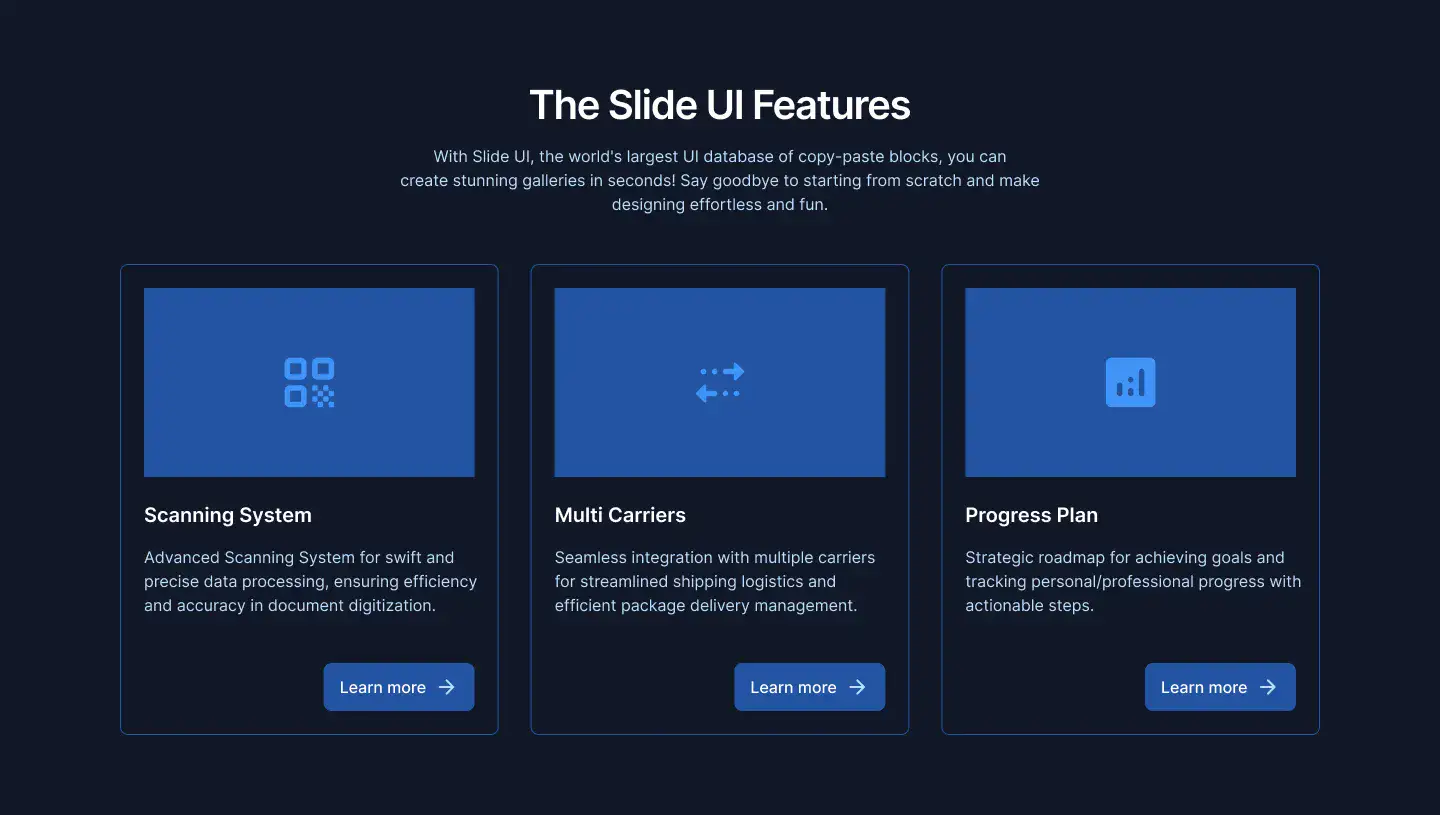 The Slide UI Features
With Slide UI, the world's largest UI database of copy-paste blocks, you can
create stunning galleries in seconds! Say goodbye to starting from scratch and make
designing effortless and fun.
Scanning System
Advanced Scanning System for swift and
precise data processing, ensuring efficiency
and accuracy in document digitization.
Learn more
Multi Carriers
Seamless integration with multiple carriers
for streamlined shipping logistics and
efficient package delivery management.
Learn more
Progress Plan
Strategic roadmap for achieving goals and
tracking personal/professional progress with
actionable steps.
Learn more